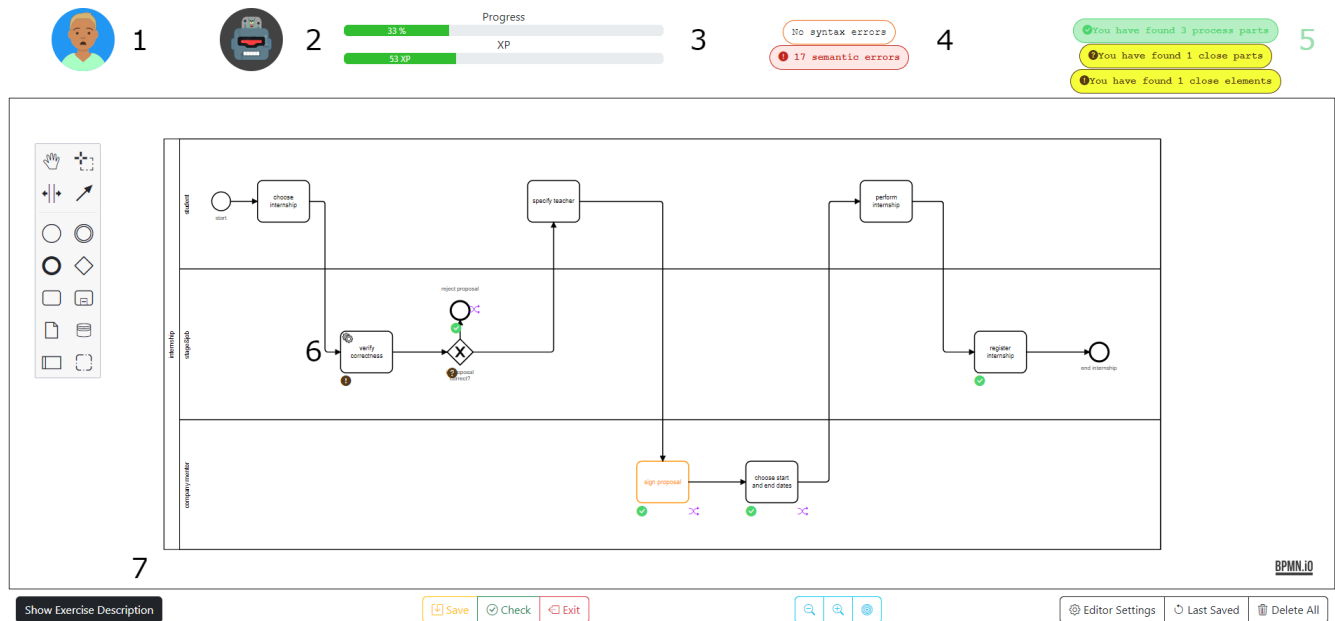 1
2
Progress
33 %
XP
53 XP
3
No syntax errors
17 semantic errors
4
You have found 3 process parts
You have found 1 close parts
You have found 1 close elements
5
internship
student
start
choose
internship
specify teacher
perform
internship
stage$job
reject proposal
6
verify
correctness
X
proposal
correct?
register
internship
end internship
company mentor
sign proposal
choose start
and end dates
7
BPMN.iO
Show Exercise Description
Save
Check
Exit
Editor Settings
Last Saved
Delete All